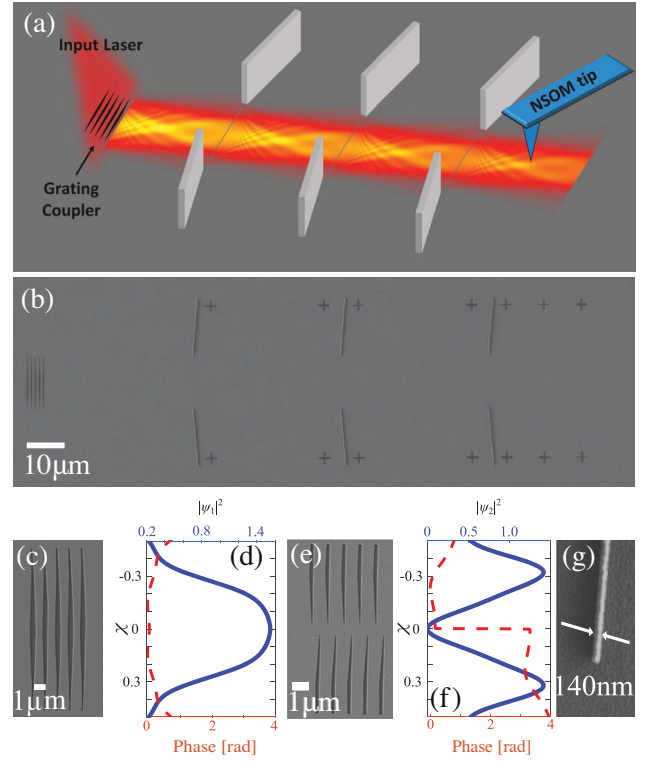 (a)
Input Laser
NSOM tip
Grating
Coupler
(b)
10μm
|ψ₁|²
|ψ₂|²
0.2 0.8 1.4
0 0.5 1.0
(c)
(d)
(e)
(g)
-0.3
-0.3
χ 0
χ 0
0.3
0.3
1μm
1μm
(f)
140nm
0 2 4
0 2 4
Phase [rad]
Phase [rad]